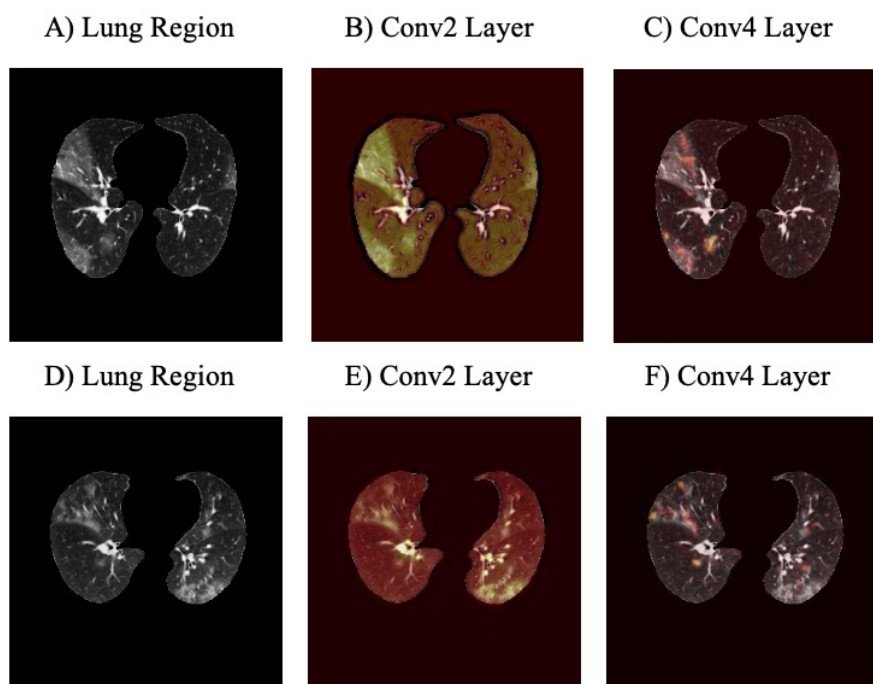 A) Lung Region
B) Conv2 Layer
C) Conv4 Layer
D) Lung Region
E) Conv2 Layer
F) Conv4 Layer